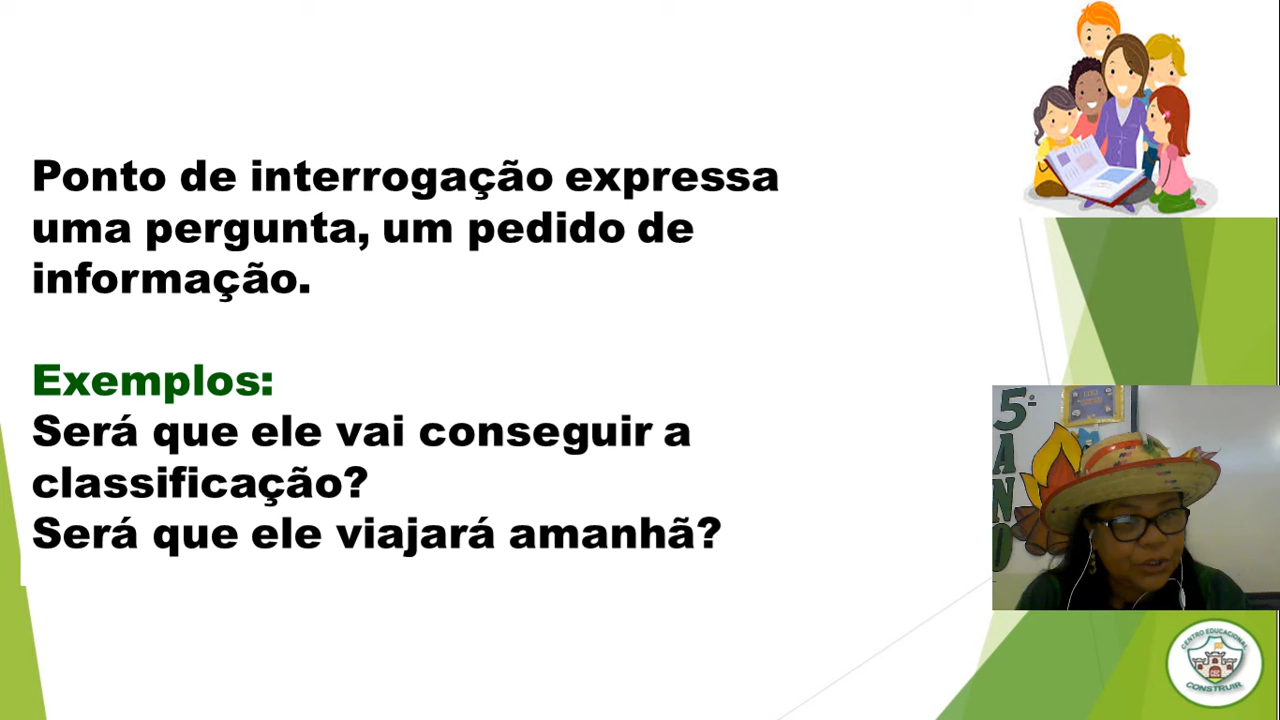 Ponto de interrogação expressa
uma pergunta, um pedido de
informação.
Exemplos:
Será que ele vai conseguir a
classificação?
Será que ele viajará amanhã?
5º
ANO
CENTRO EDUCACIONAL
CEC
CONSTRUIR